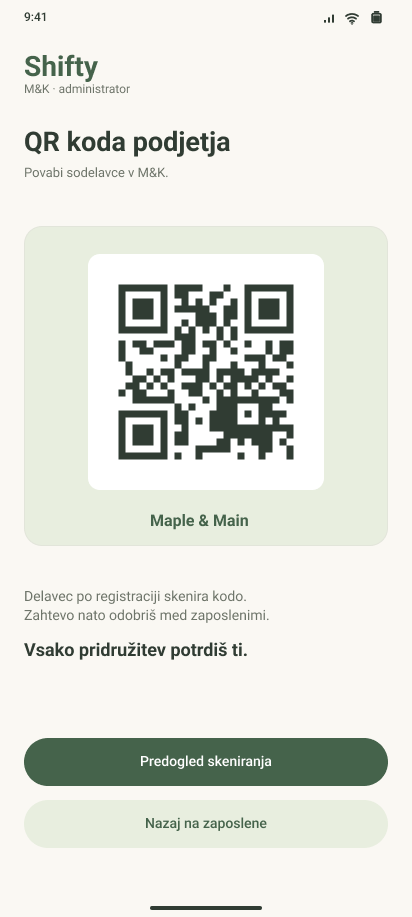 9:41
Shifty
M&K · administrator
QR koda podjetja
Povabi sodelavce v M&K.
Maple & Main
Delavec po registraciji skenira kodo.
Zahtevo nato odobriš med zaposlenimi.
Vsako pridružitev potrdiš ti.
Predogled skeniranja
Nazaj na zaposlene